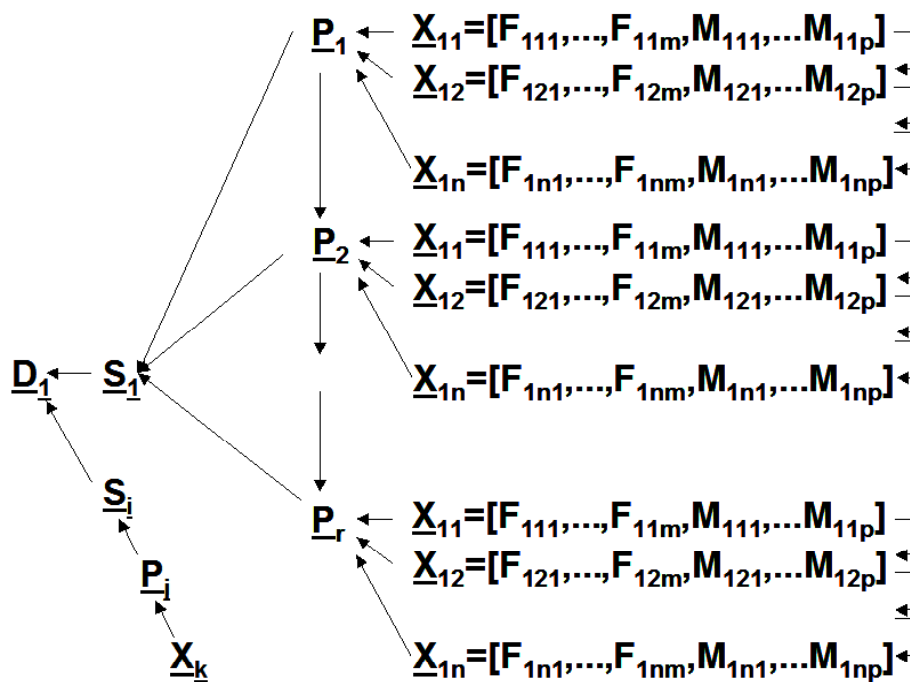 P1 X11=[F111,...,F11m,M111,...M11p]
X12=[F121,...,F12m,M121,...M12p]
X1n=[F1n1,...,F1nm,M1n1,...M1np]
P2 X11=[F111,...,F11m,M111,...M11p]
X12=[F121,...,F12m,M121,...M12p]
D1 S1 X1n=[F1n1,...,F1nm,M1n1,...M1np]
Si
Pr X11=[F111,...,F11m,M111,...M11p]
X12=[F121,...,F12m,M121,...M12p]
Pj
Xk X1n=[F1n1,...,F1nm,M1n1,...M1np]